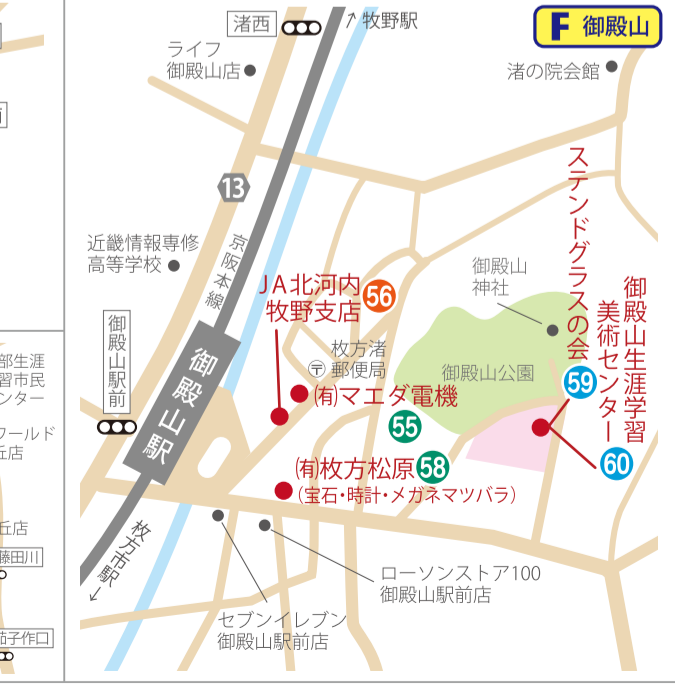 F 御殿山
渚西
↗牧野駅
ライフ
御殿山店
渚の院会館
13
京阪本線
近畿情報専修
高等学校
ステンドグラスの会
59
御殿山生涯学習
美術センター
60
御殿山
神社
JA北河内
牧野支店
56
御殿山駅前
御殿山駅
枚方渚
〒郵便局
御殿山公園
(有)マエダ電機
55
(有)枚方松原
58
(宝石・時計・メガネマツバラ)
枚方市駅
↓
ローソンストア100
御殿山駅前店
セブンイレブン
御殿山駅前店
部生涯
習市民
ンター
ワールド
丘店
丘店
藤田川
茄子作口